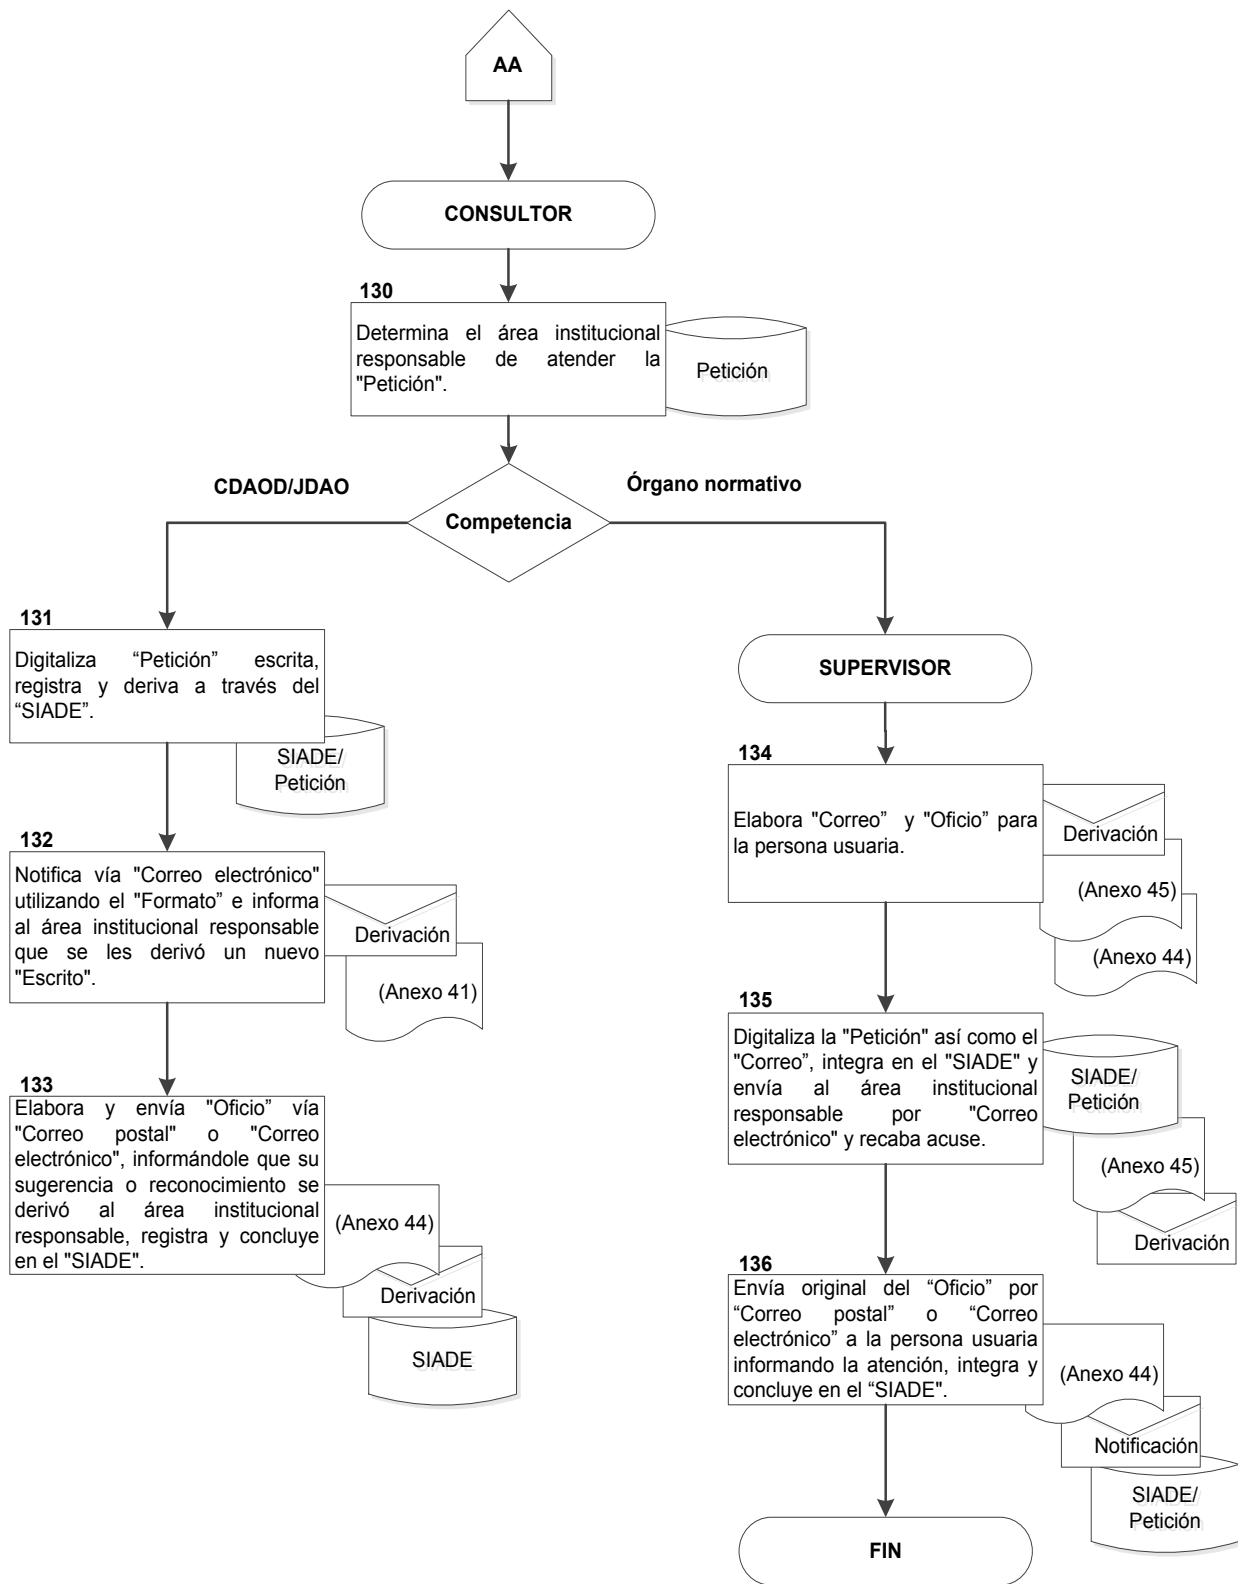 AA
CONSULTOR
130
Determina el área institucional
responsable de atender la
"Petición".
Petición
CDAOD/JDAO
Órgano normativo
Competencia
131
Digitaliza “Petición” escrita,
registra y deriva a través del
“SIADE”.
SIADE/
Petición
132
Notifica vía "Correo electrónico"
utilizando el "Formato” e informa
al área institucional responsable
que se les derivó un nuevo
"Escrito".
Derivación
(Anexo 41)
133
Elabora y envía "Oficio” vía
"Correo postal" o "Correo
electrónico", informándole que su
sugerencia o reconocimiento se
derivó al área institucional
responsable, registra y concluye
en el "SIADE".
(Anexo 44)
Derivación
SIADE
SUPERVISOR
134
Elabora "Correo” y "Oficio” para
la persona usuaria.
Derivación
(Anexo 45)
(Anexo 44)
135
Digitaliza la "Petición" así como el
"Correo”, integra en el "SIADE" y
envía al área institucional
responsable por "Correo
electrónico" y recaba acuse.
SIADE/
Petición
(Anexo 45)
Derivación
136
Envía original del “Oficio” por
“Correo postal” o “Correo
electrónico” a la persona usuaria
informando la atención, integra y
concluye en el “SIADE".
(Anexo 44)
Notificación
SIADE/
Petición
FIN